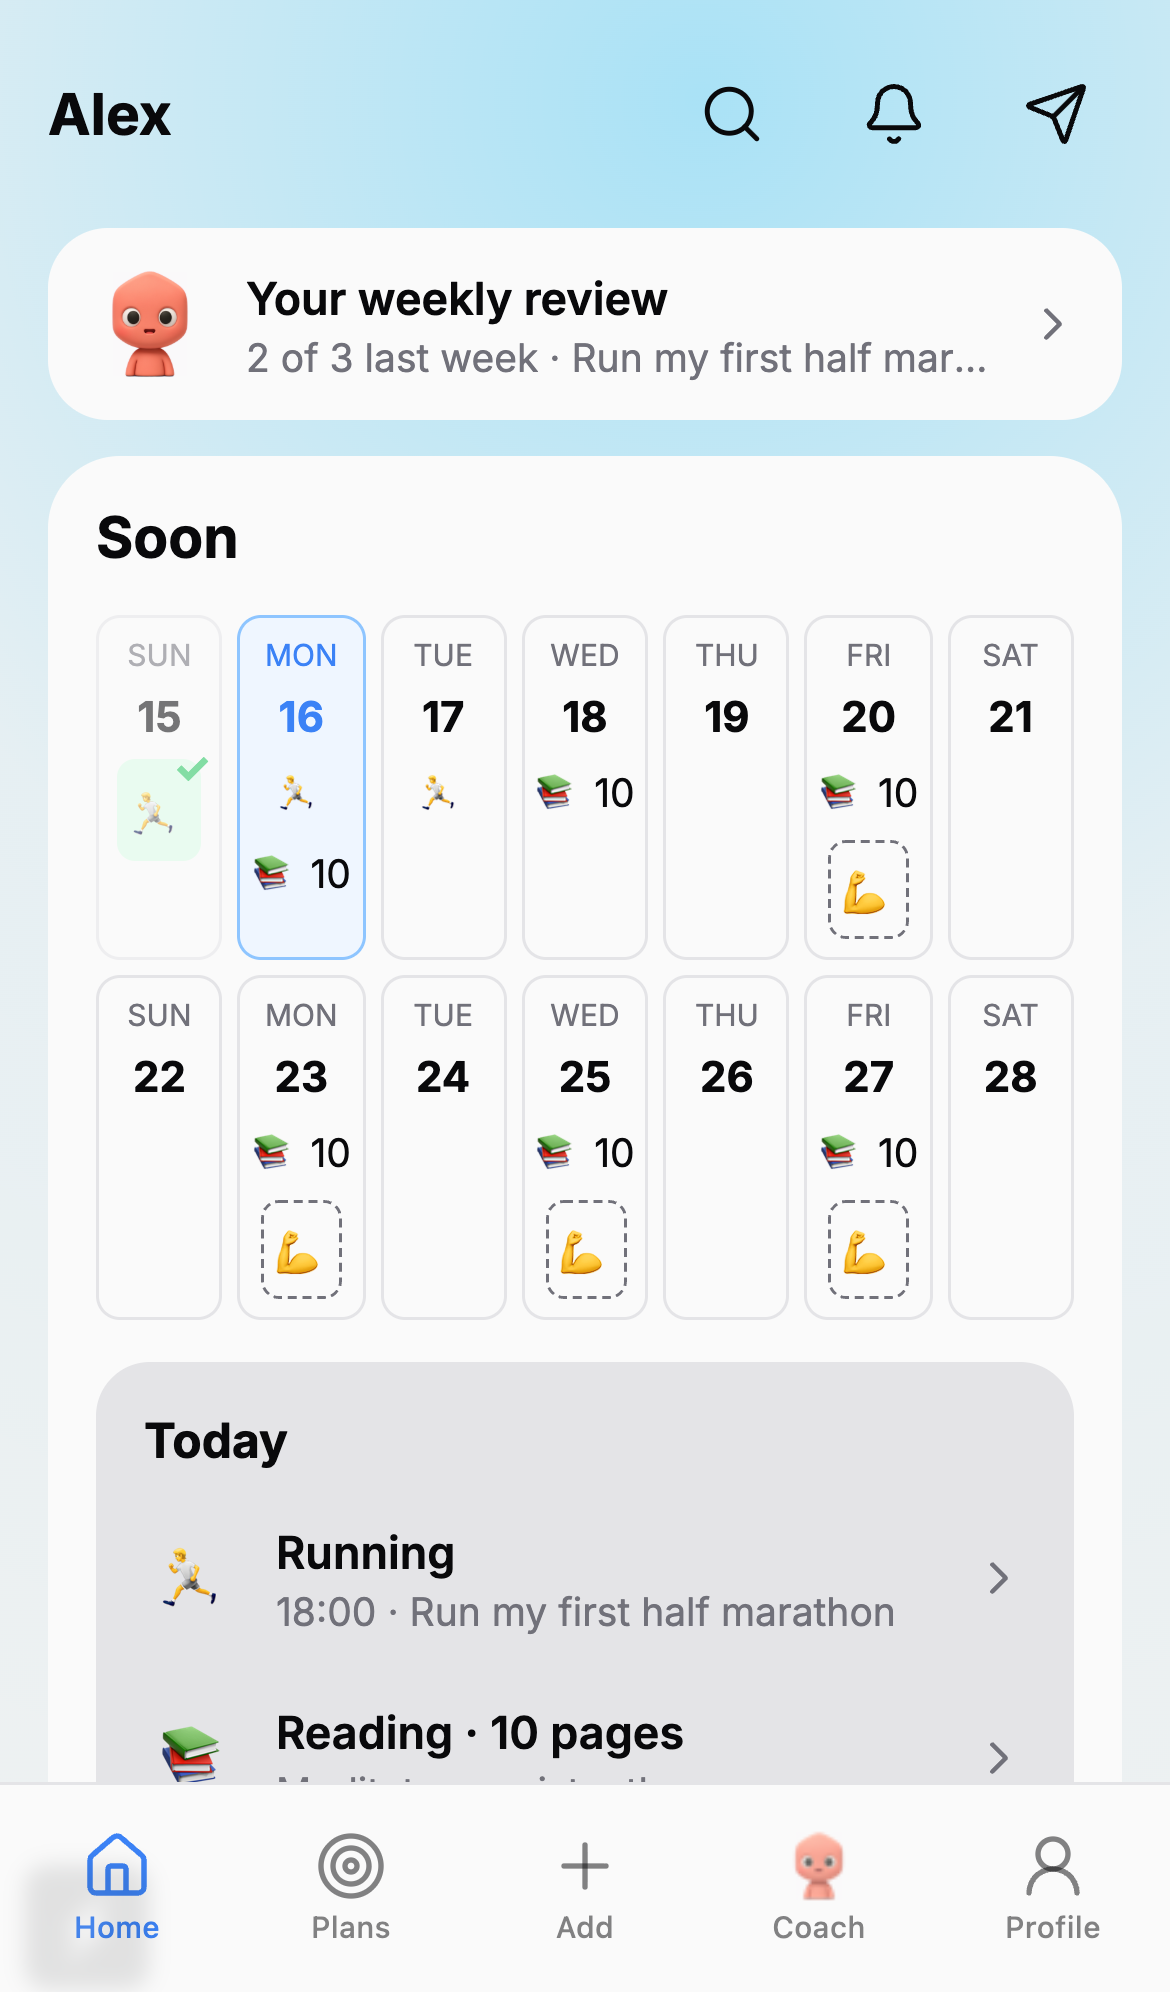 Alex
Your weekly review
2 of 3 last week · Run my first half mar...
Soon
SUN MON TUE WED THU FRI SAT
15 16 17 18 19 20 21
10 10
10
SUN MON TUE WED THU FRI SAT
22 23 24 25 26 27 28
10 10 10
Today
Running
18:00 · Run my first half marathon
Reading · 10 pages
Home Plans Add Coach Profile